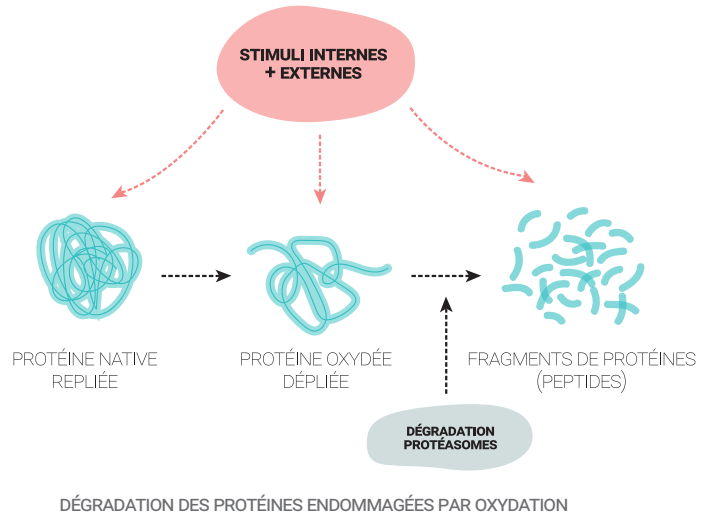 STIMULI INTERNES
+ EXTERNES
PROTÉINE NATIVE
REPLIÉE
PROTÉINE OXYDÉE
DÉPLIÉE
FRAGMENTS DE PROTÉINES
(PEPTIDES)
DÉGRADATION
PROTÉASOMES
DÉGRADATION DES PROTÉINES ENDOMMAGÉES PAR OXYDATION